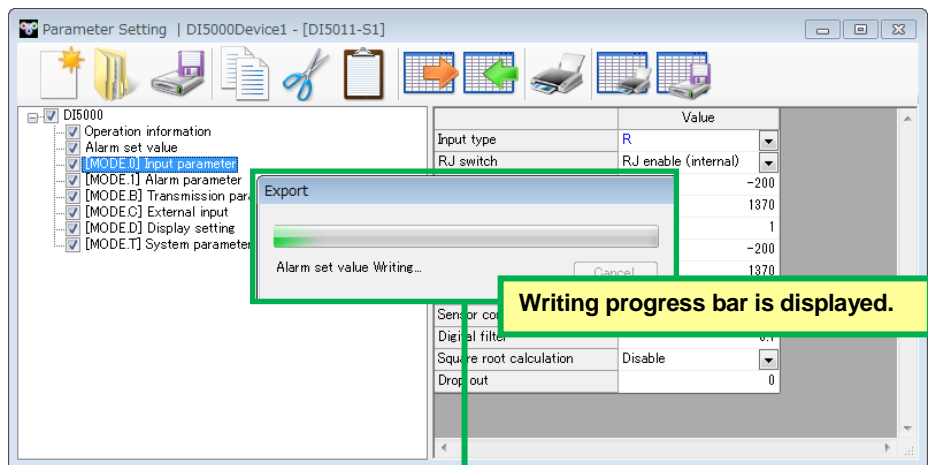 Parameter Setting | DI5000Device1 - [DI5011-S1]
DI5000
Operation information
Alarm set value
[MODE.0] Input parameter
[MODE.1] Alarm parameter
[MODE.B] Transmission para
[MODE.C] External input
[MODE.D] Display setting
[MODE.T] System parameter
Value
Input type R
RJ switch RJ enable (internal)
-200
1370
1
-200
1370
Export
Alarm set value Writing...
Cancel
Writing progress bar is displayed.
Sensor
Digital filter
Square root calculation Disable
Drop out 0